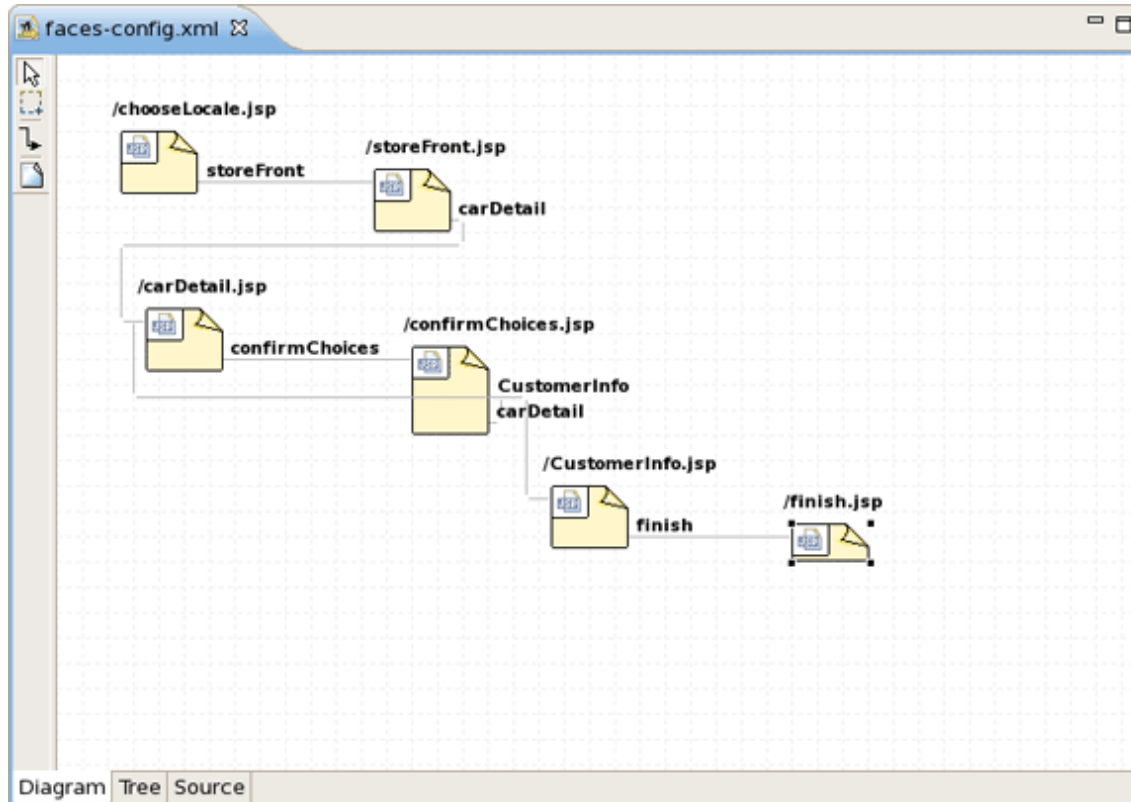 faces-config.xml
/chooseLocale.jsp
storeFront
/storeFront.jsp
carDetail
/carDetail.jsp
confirmChoices
/confirmChoices.jsp
CustomerInfo
carDetail
/CustomerInfo.jsp
finish
/finish.jsp
Diagram Tree Source